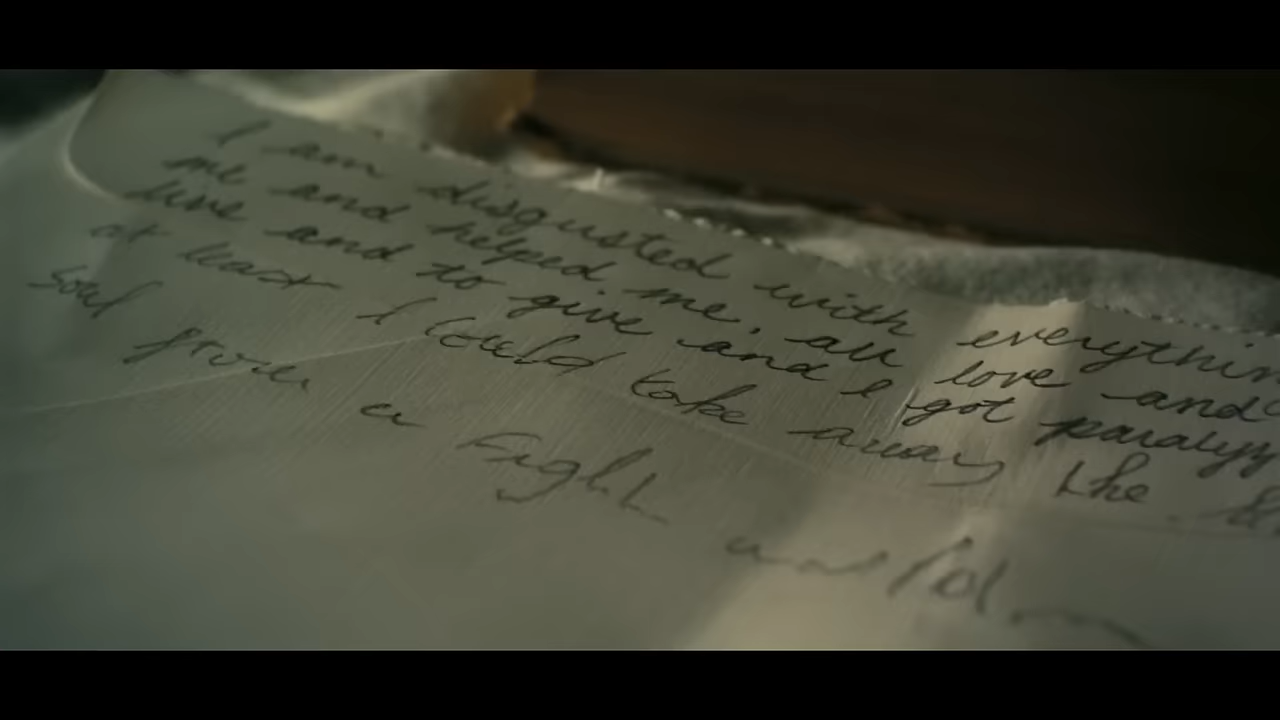 I am disgusted with everythin
me and helped me. all love and
live and to give and I got paralyz
at least I could take away the
soul from a Fight